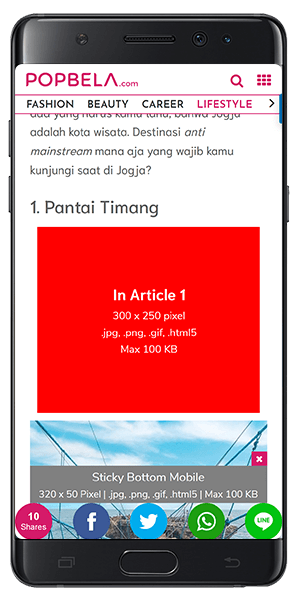 POPBELA.com
FASHION BEAUTY CAREER LIFESTYLE
ada yang harus kamu tahu, bahwa Jogja
adalah kota wisata. Destinasi anti
mainstream mana aja yang wajib kamu
kunjungi saat di Jogja?
1. Pantai Timang
In Article 1
300 x 250 pixel
.jpg, .png, .gif, .html5
Max 100 KB
Sticky Bottom Mobile
320 x 50 Pixel | .jpg, .png, .gif, .html5 | Max 100 KB
10
Shares
LINE